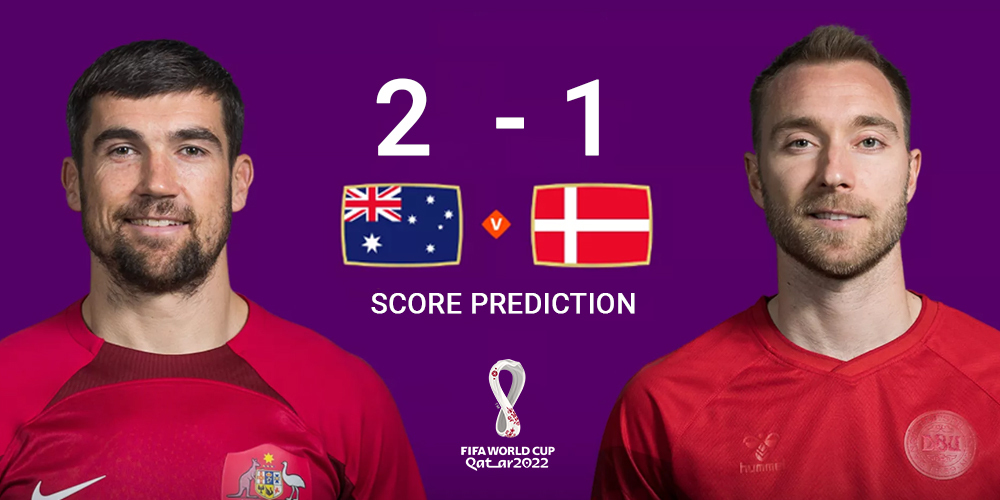 2 - 1
V
SCORE PREDICTION
FIFA WORLD CUP
Qatar2022
hummel
DBU